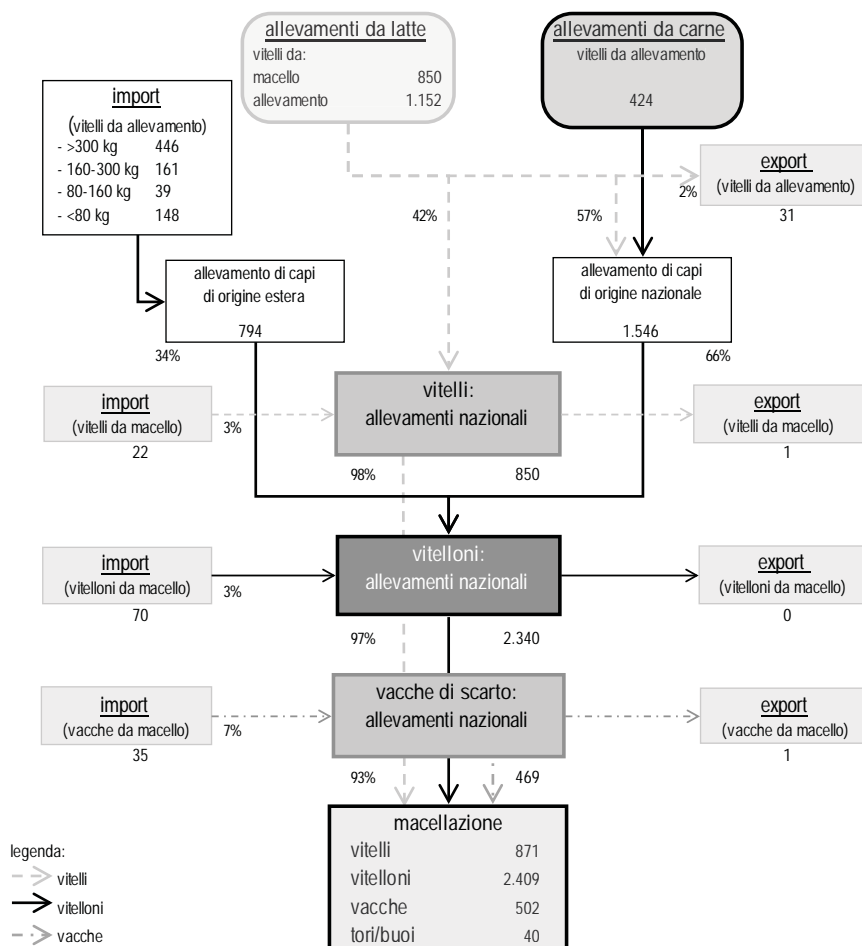 allevamenti da latte
vitelli da:
macello 850
allevamento 1.152
allevamenti da carne
vitelli da allevamento
424
import
(vitelli da allevamento)
- >300 kg 446
- 160-300 kg 161
- 80-160 kg 39
- <80 kg 148
export
(vitelli da allevamento)
31
2%
42%
57%
allevamento di capi
di origine estera
794
34%
allevamento di capi
di origine nazionale
1.546
66%
import
(vitelli da macello)
22
3%
vitelli:
allevamenti nazionali
98% 850
export
(vitelli da macello)
1
import
(vitelloni da macello)
70
3%
vitelloni:
allevamenti nazionali
97% 2.340
export
(vitelloni da macello)
0
import
(vacche da macello)
35
7%
vacche di scarto:
allevamenti nazionali
93% 469
export
(vacche da macello)
1
macellazione
vitelli 871
vitelloni 2.409
vacche 502
tori/buoi 40
legenda:
vitelli
vitelloni
vacche